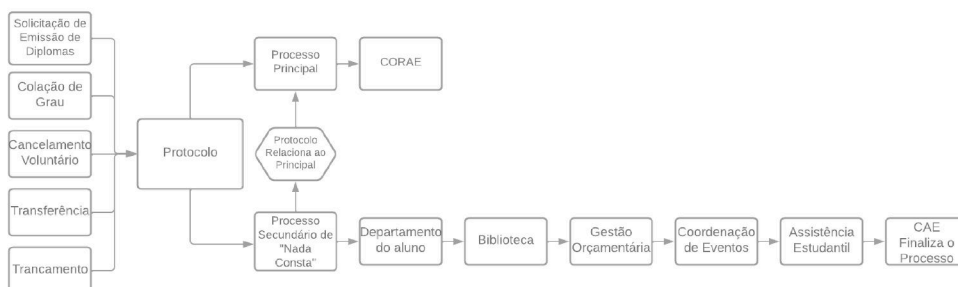 Solicitação de
Emissão de
Diplomas
Colação de
Grau
Cancelamento
Voluntário
Transferência
Trancamento
Protocolo
Processo
Principal
CORAE
Protocolo
Relaciona ao
Principal
Processo
Secundário de
"Nada
Consta"
Departamento
do aluno
Biblioteca
Gestão
Orçamentária
Coordenação
de Eventos
Assistência
Estudantil
CAE
Finaliza o
Processo